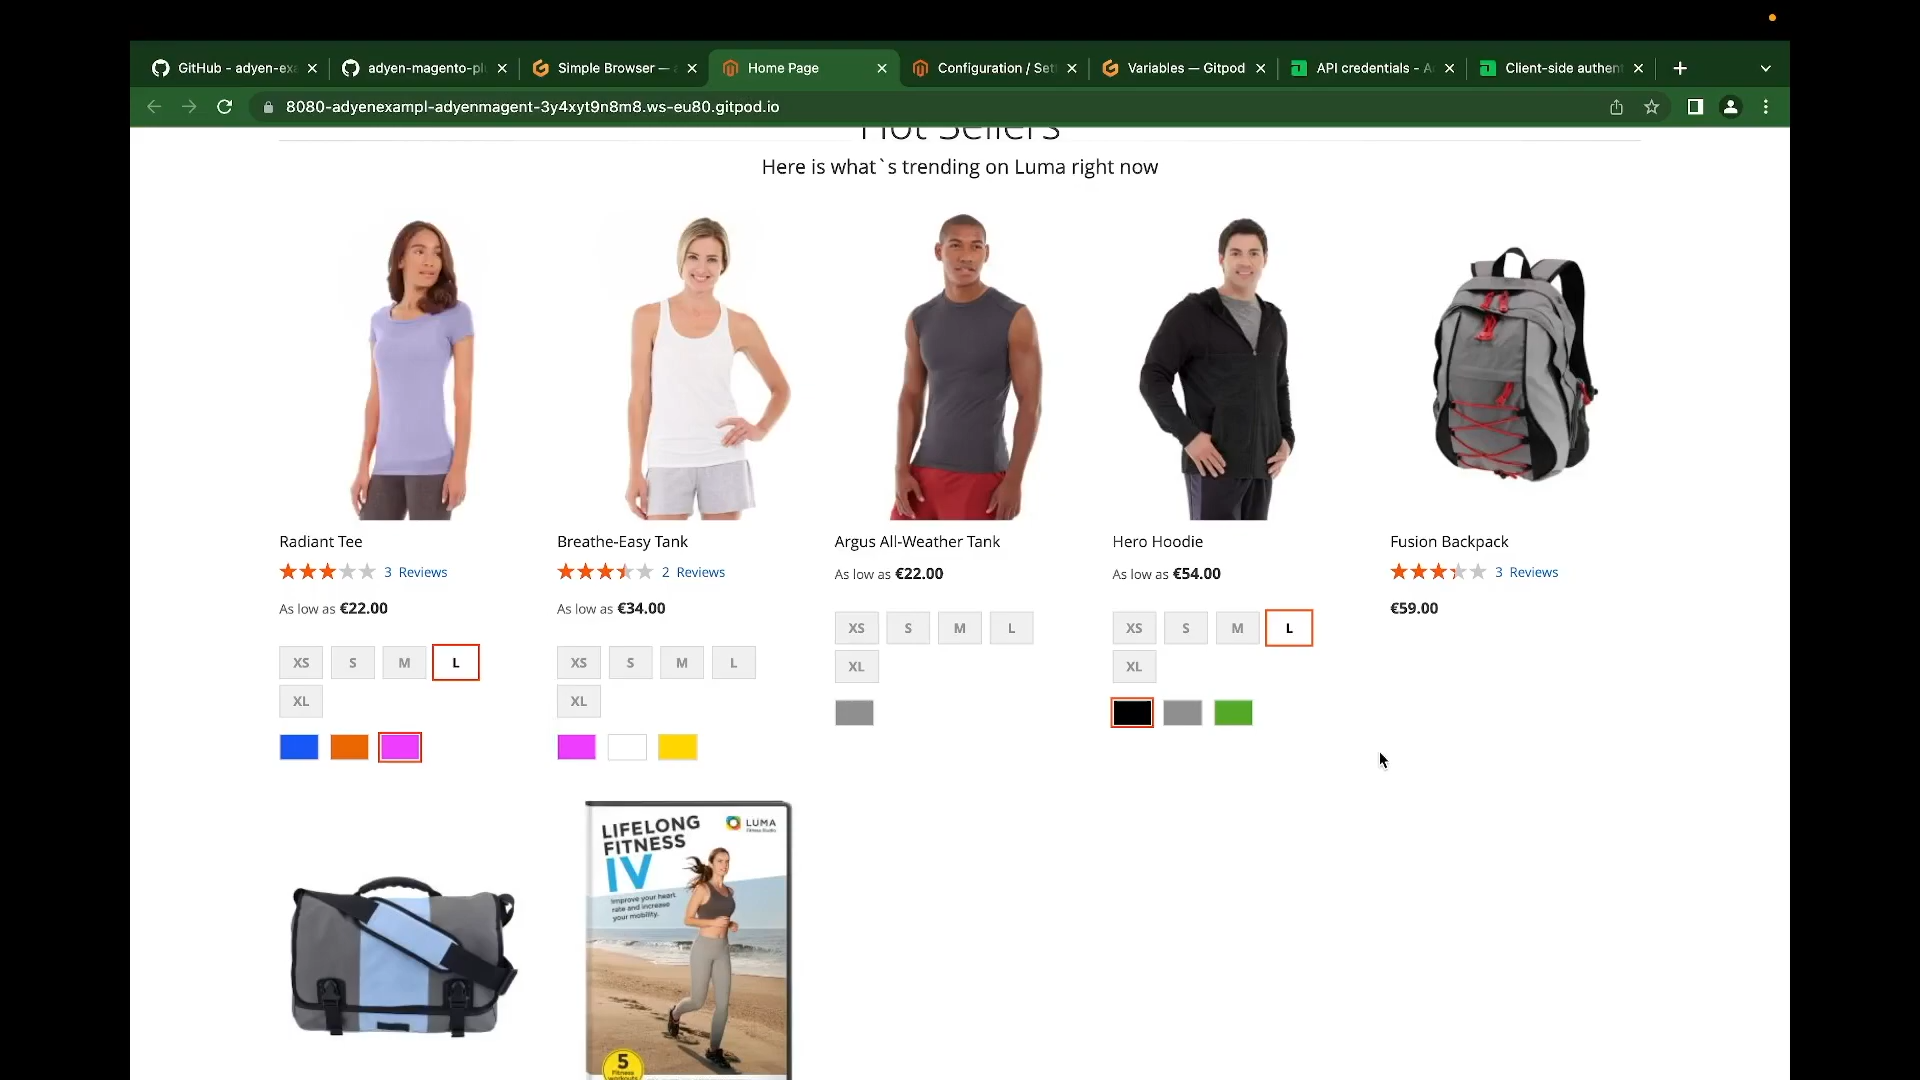 GitHub - adyen-exa
adyen-magento-pl
Simple Browser —
Home Page
Configuration / Set
Variables — Gitpod
API credentials - A
Client-side authent
8080-adyenexampl-adyenmagent-3y4xyt9n8m8.ws-eu80.gitpod.io
Hot Sellers
Here is what`s trending on Luma right now
Radiant Tee
3 Reviews
As low as €22.00
XS S M L
XL
Breathe-Easy Tank
2 Reviews
As low as €34.00
XS S M L
XL
Argus All-Weather Tank
As low as €22.00
XS S M L
XL
Hero Hoodie
As low as €54.00
XS S M L
XL
Fusion Backpack
3 Reviews
€59.00
LIFELONG
FITNESS
IV
LUMA
Improve your heart
rate and increase
your mobility.
5
Fitness